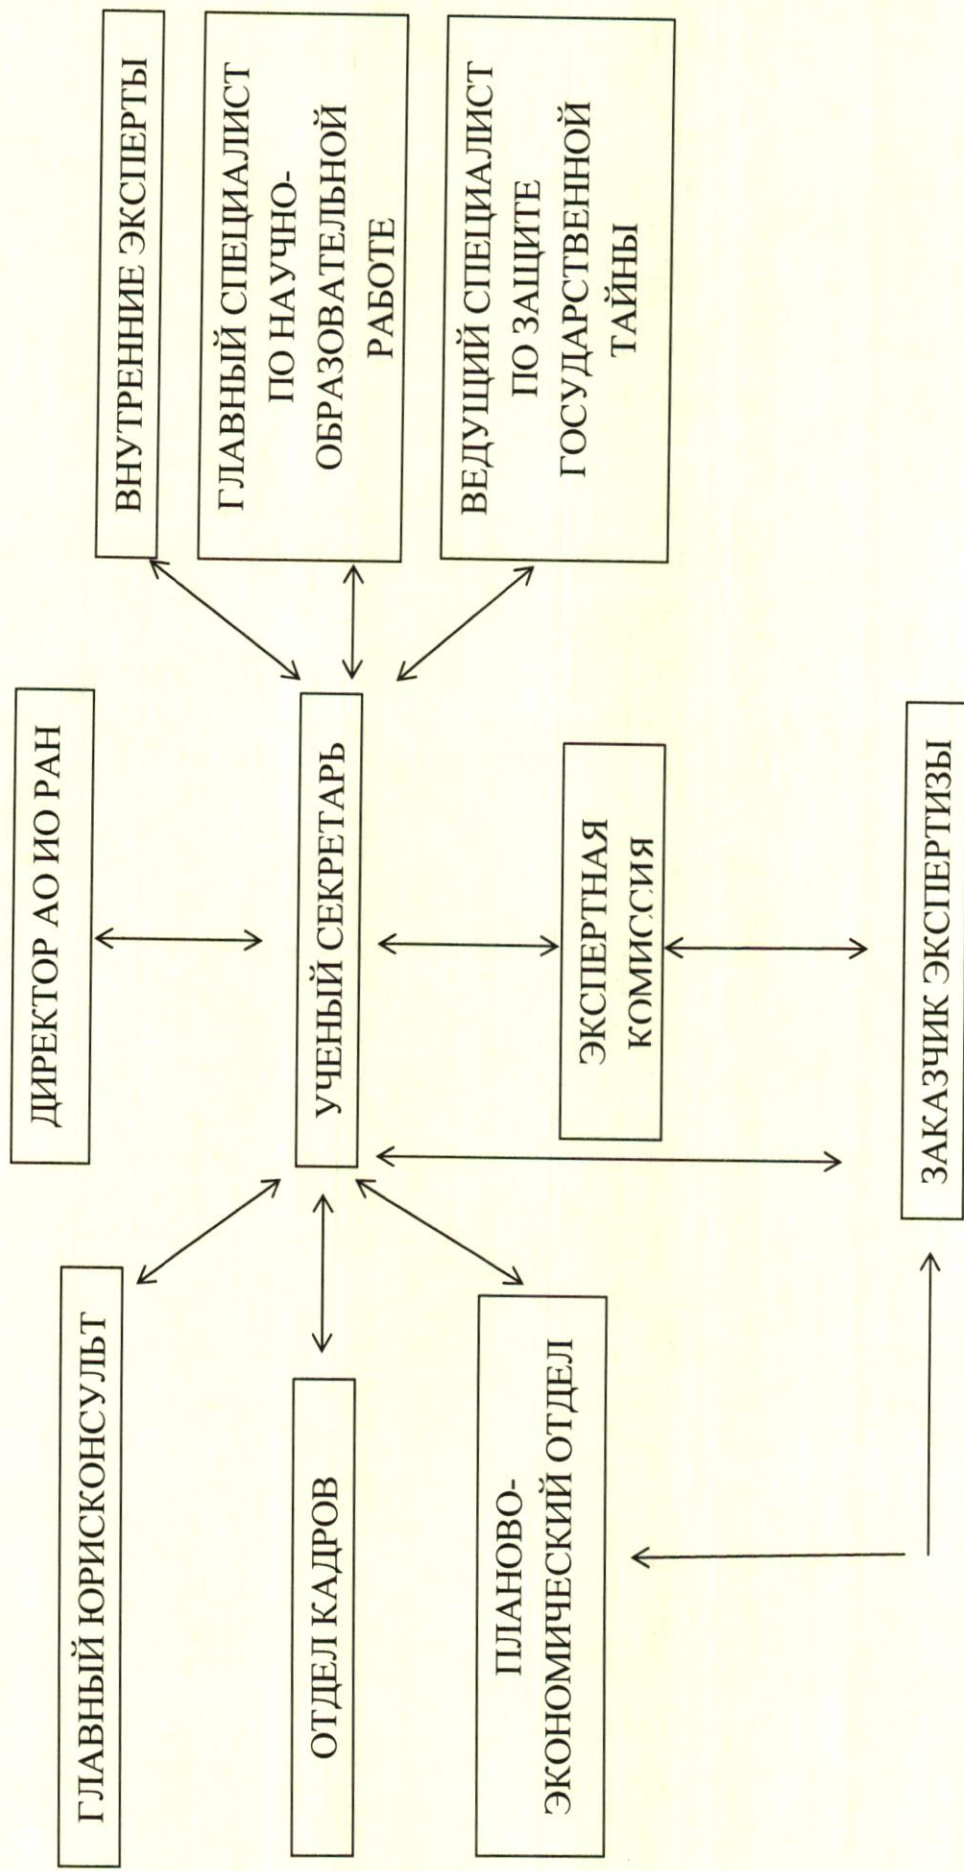 ДИРЕКТОР АО ИО РАН
ГЛАВНЫЙ ЮРИСКОНСУЛЬТ
ВНУТРЕННИЕ ЭКСПЕРТЫ
ОТДЕЛ КАДРОВ
УЧЕНЫЙ СЕКРЕТАРЬ
ГЛАВНЫЙ СПЕЦИАЛИСТ
ПО НАУЧНО-
ОБРАЗОВАТЕЛЬНОЙ
РАБОТЕ
ПЛАНОВО-
ЭКОНОМИЧЕСКИЙ ОТДЕЛ
ЭКСПЕРТНАЯ
КОМИССИЯ
ВЕДУЩИЙ СПЕЦИАЛИСТ
ПО ЗАЩИТЕ
ГОСУДАРСТВЕННОЙ
ТАЙНЫ
ЗАКАЗЧИК ЭКСПЕРТИЗЫ